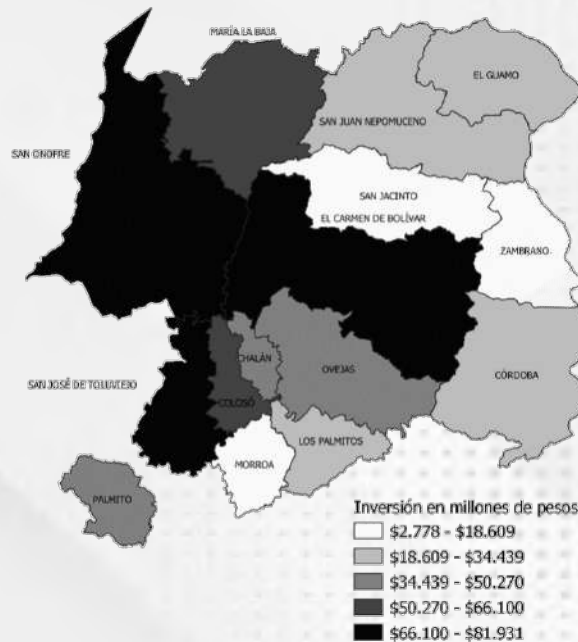 MARÍA LA BAJA
EL GUAMO
SAN JUAN NEPOMUCENO
SAN ONOFRE
SAN JACINTO
EL CARMEN DE BOLÍVAR
ZAMBRANO
CHALÁN
OVEJAS
CÓRDOBA
SAN JOSÉ DE TOLUVIEJO
COLOSÓ
LOS PALMITOS
MORROA
PALMITO
Inversión en millones de pesos
$2.778 - $18.609
$18.609 - $34.439
$34.439 - $50.270
$50.270 - $66.100
$66.100 - $81.931